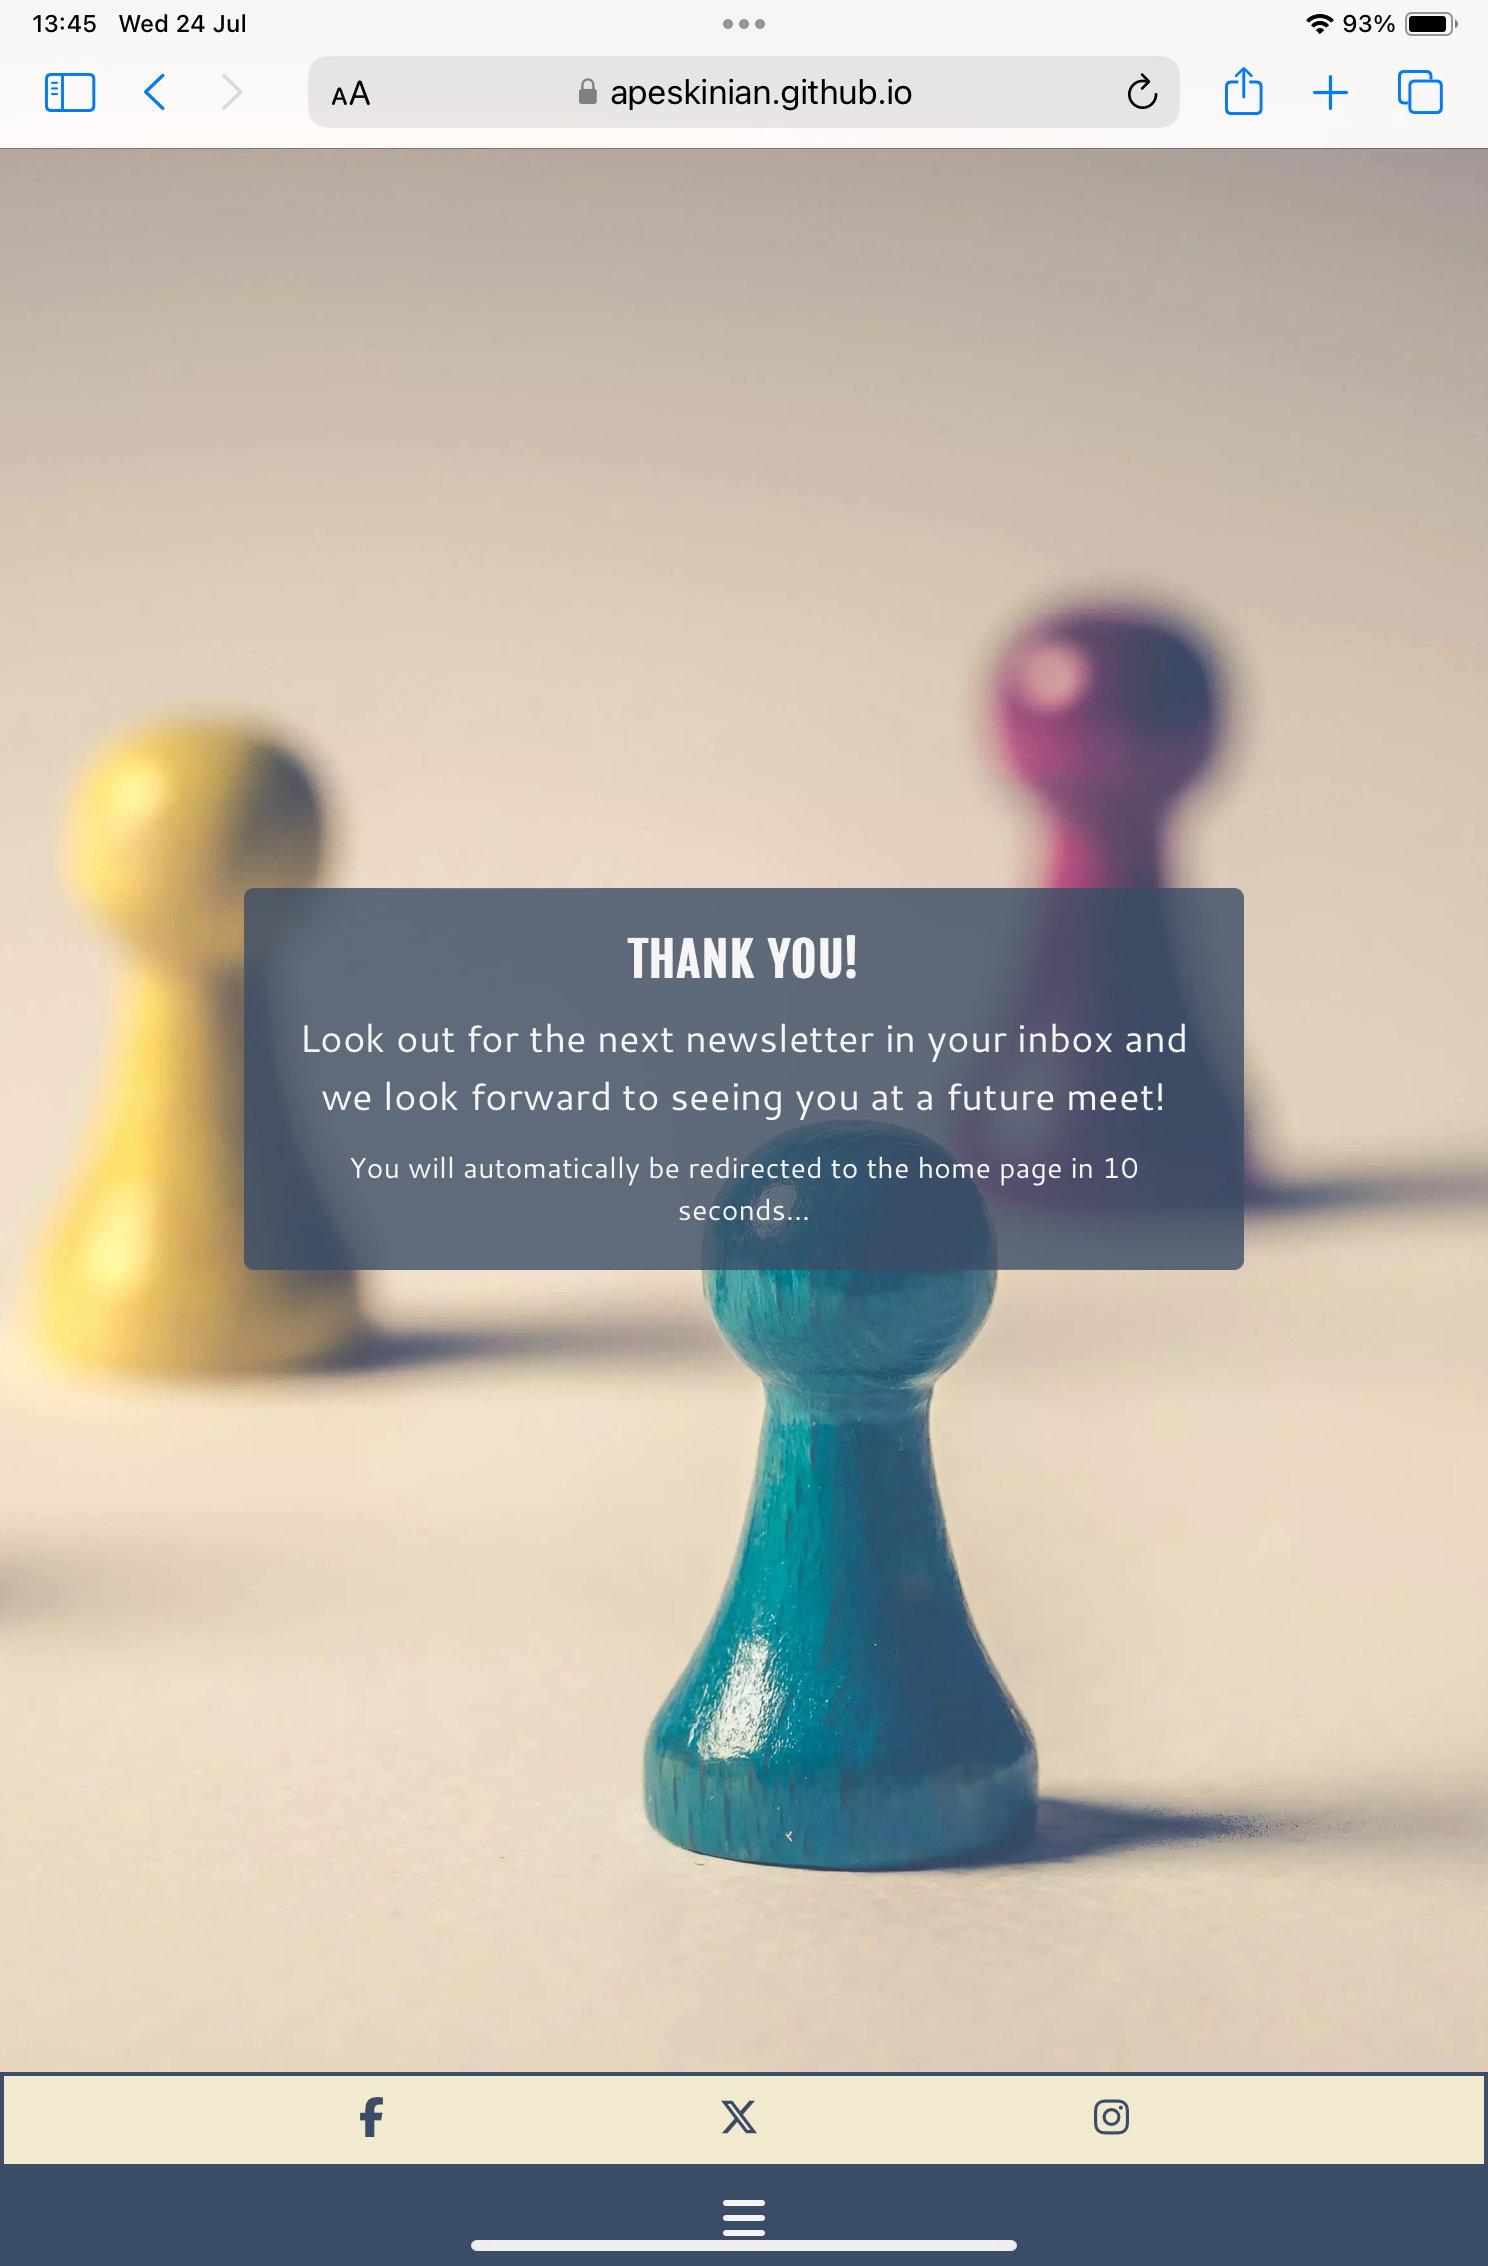 13:45 Wed 24 Jul
93%
AA
apeskinian.github.io
THANK YOU!
Look out for the next newsletter in your inbox and
we look forward to seeing you at a future meet!
You will automatically be redirected to the home page in 10
seconds...